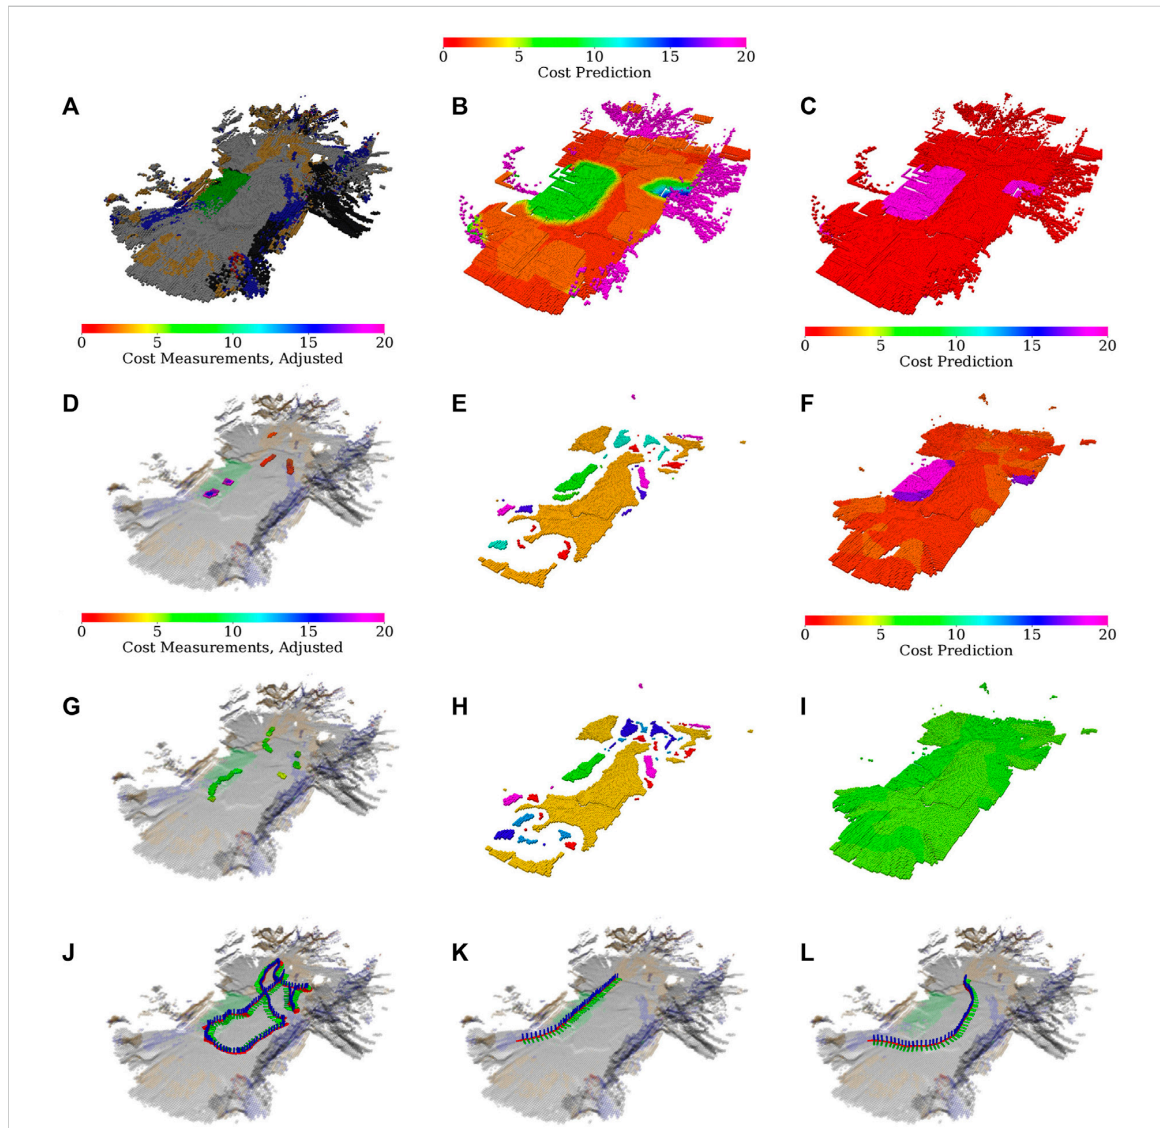 0 5 10 15 20
Cost Prediction
A B C
0 5 10 15 20 0 5 10 15 20
Cost Measurements, Adjusted Cost Prediction
D E F
0 5 10 15 20 0 5 10 15 20
Cost Measurements, Adjusted Cost Prediction
G H I
J K L